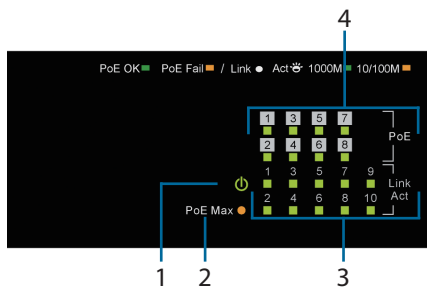 4
PoE OK PoE Fail / Link Act 1000M 10/100M
1 3 5 7
PoE
2 4 6 8
1 3 5 7 9
Link
Act
2 4 6 8 10
PoE Max
1 2 3